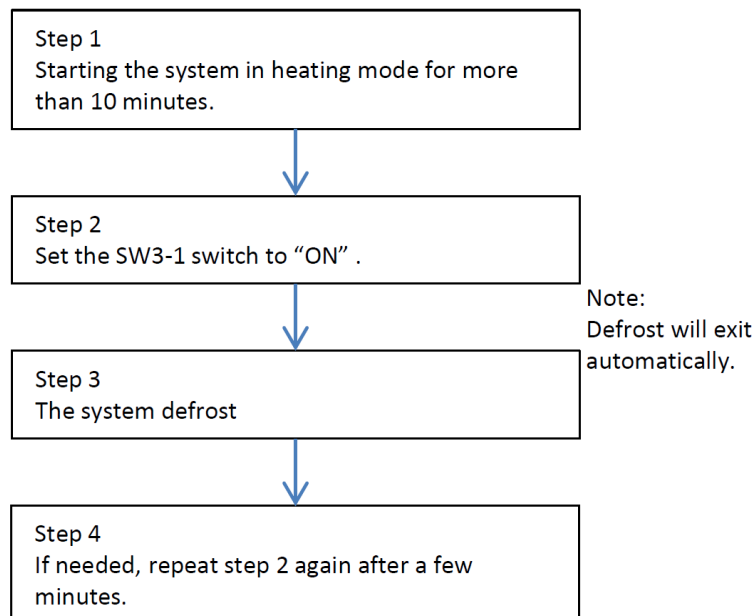 Step 1
Starting the system in heating mode for more
than 10 minutes.
Step 2
Set the SW3-1 switch to “ON” .
Note:
Defrost will exit
automatically.
Step 3
The system defrost
Step 4
If needed, repeat step 2 again after a few
minutes.